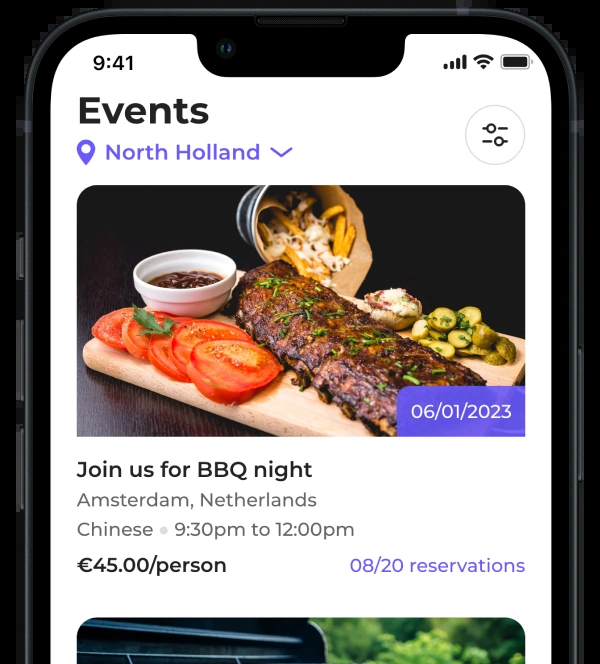 9:41
Events
North Holland
06/01/2023
Join us for BBQ night
Amsterdam, Netherlands
Chinese • 9:30pm to 12:00pm
€45.00/person 08/20 reservations